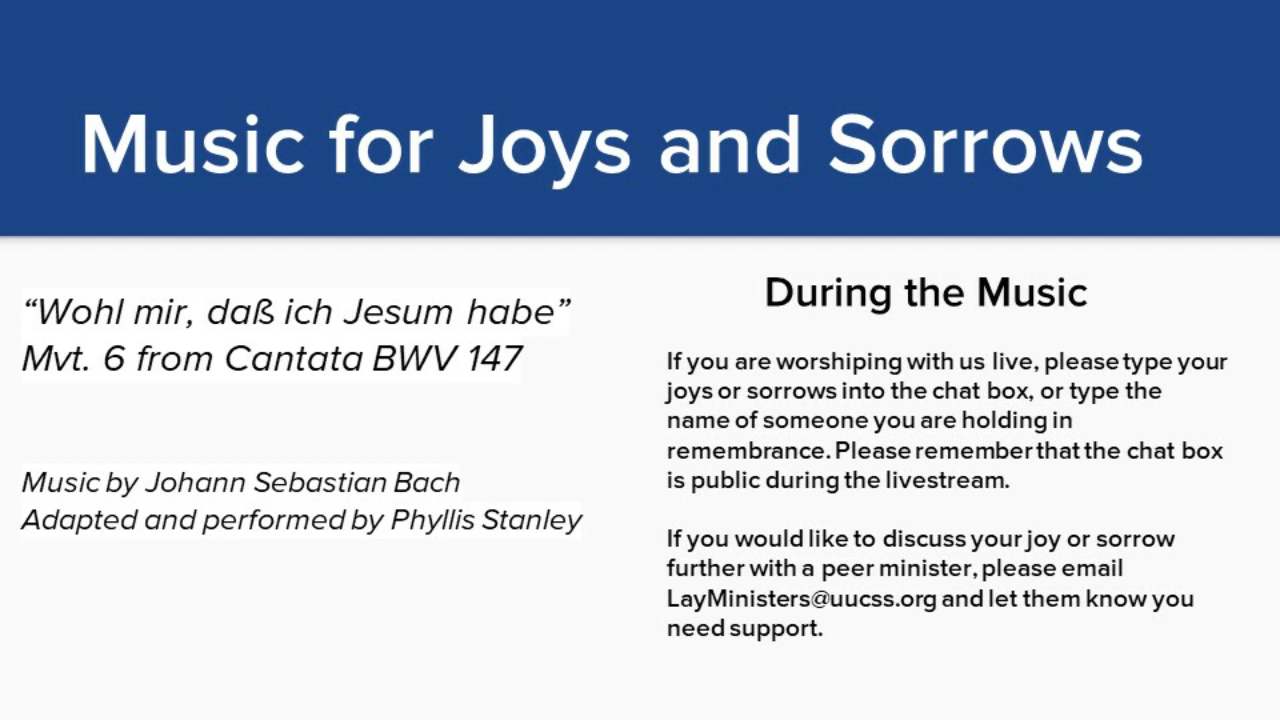 Music for Joys and Sorrows
“Wohl mir, daß ich Jesum habe”
Mvt. 6 from Cantata BWV 147
Music by Johann Sebastian Bach
Adapted and performed by Phyllis Stanley
During the Music
If you are worshiping with us live, please type your
joys or sorrows into the chat box, or type the
name of someone you are holding in
remembrance. Please remember that the chat box
is public during the livestream.
If you would like to discuss your joy or sorrow
further with a peer minister, please email
LayMinisters@uucss.org and let them know you
need support.